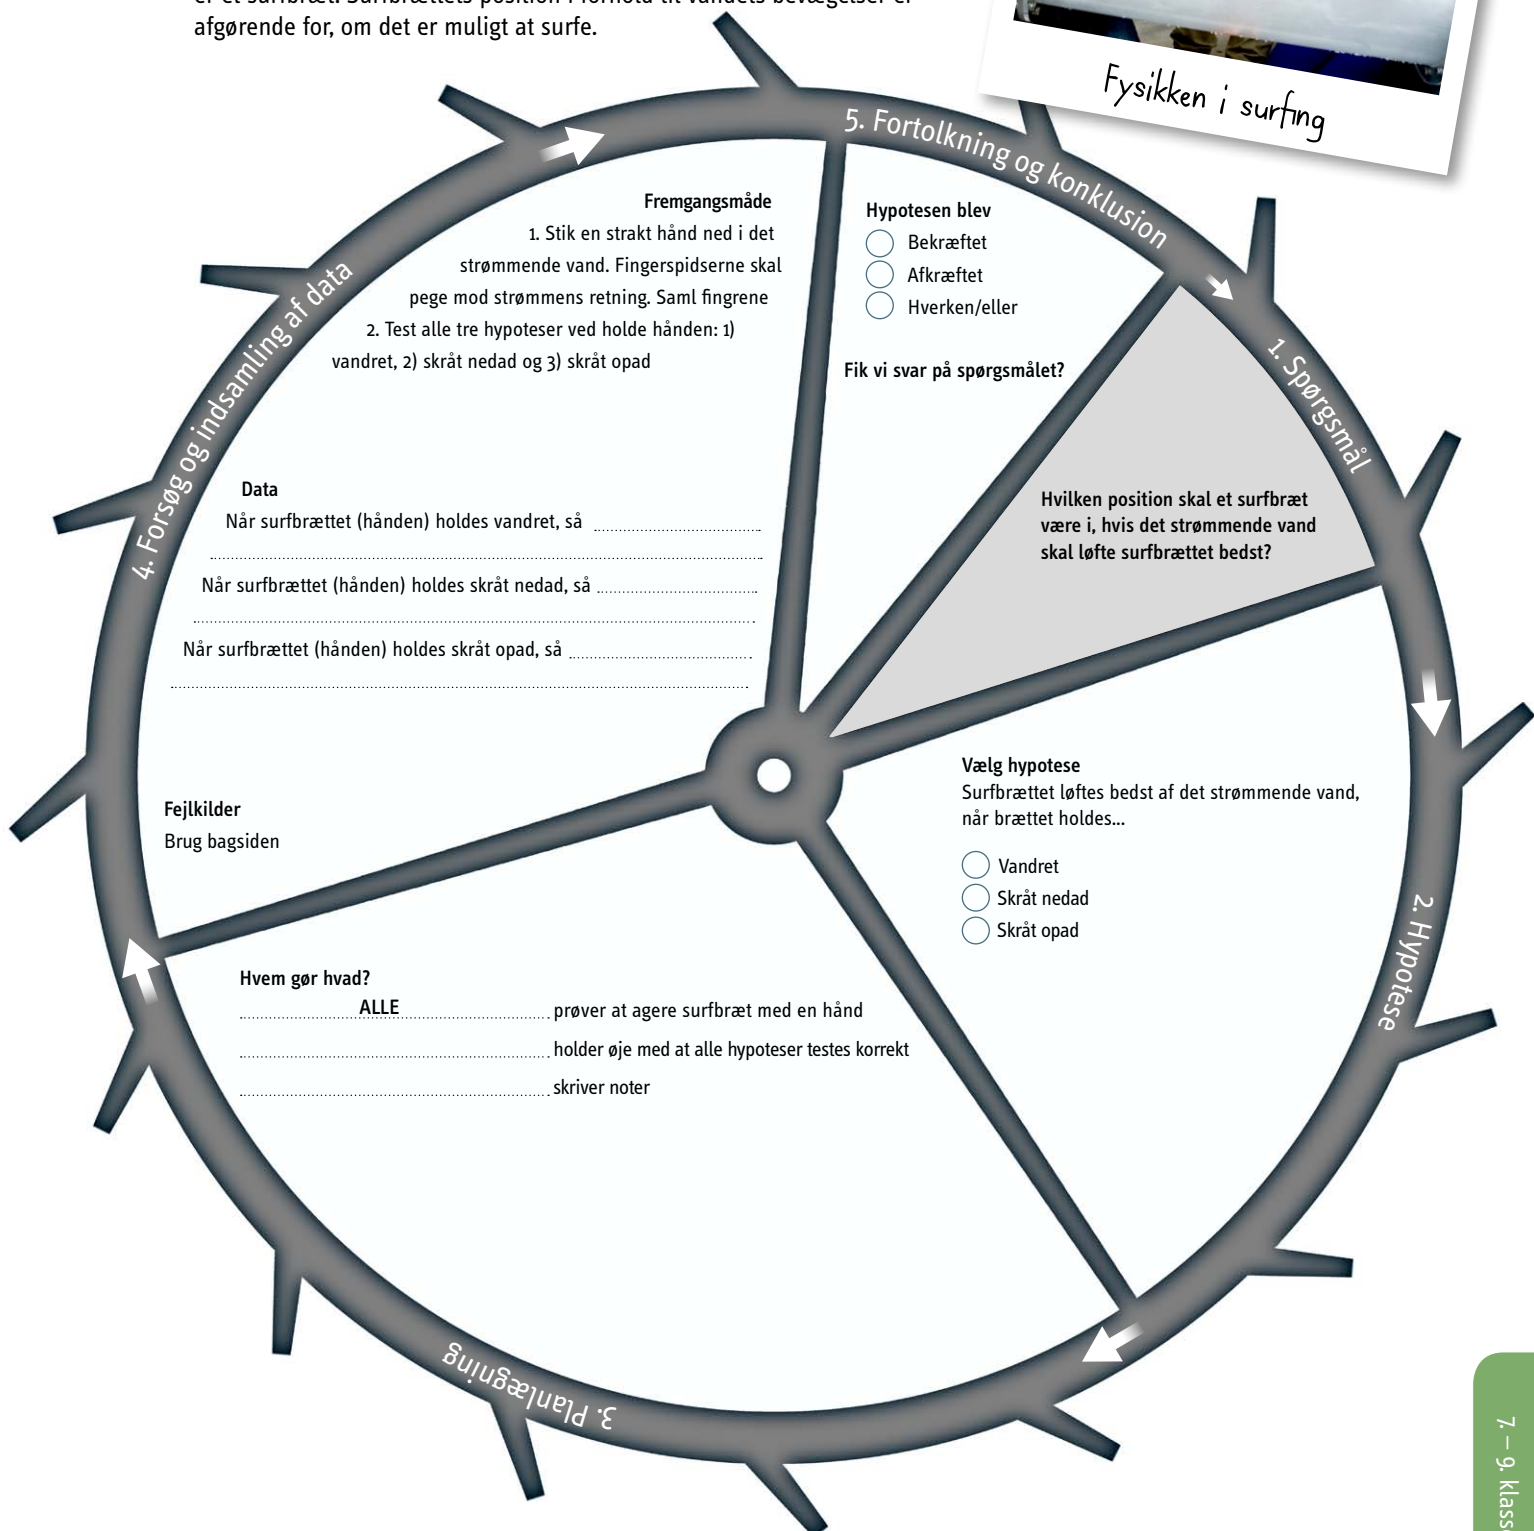 afgørende for, om det er muligt at surfe.
Fysikken i surfing
5. Fortolkning og konklusion
Hypotesen blev
Bekræftet
Afkræftet
Hverken/eller
Fik vi svar på spørgsmålet?
1. Spørgsmål
Hvilken position skal et surfbræt
være i, hvis det strømmende vand
skal løfte surfbrættet bedst?
2. Hypotese
Vælg hypotese
Surfbrættet løftes bedst af det strømmende vand,
når brættet holdes...
Vandret
Skråt nedad
Skråt opad
3. Planlægning
Hvem gør hvad?
ALLE prøver at agere surfbræt med en hånd
holder øje med at alle hypoteser testes korrekt
skriver noter
4. Forsøg og indsamling af data
Fremgangsmåde
1. Stik en strakt hånd ned i det
strømmende vand. Fingerspidserne skal
pege mod strømmens retning. Saml fingrene
2. Test alle tre hypoteser ved holde hånden: 1)
vandret, 2) skråt nedad og 3) skråt opad
Data
Når surfbrættet (hånden) holdes vandret, så
Når surfbrættet (hånden) holdes skråt nedad, så
Når surfbrættet (hånden) holdes skråt opad, så
Fejlkilder
Brug bagsiden
7. – 9. klasse